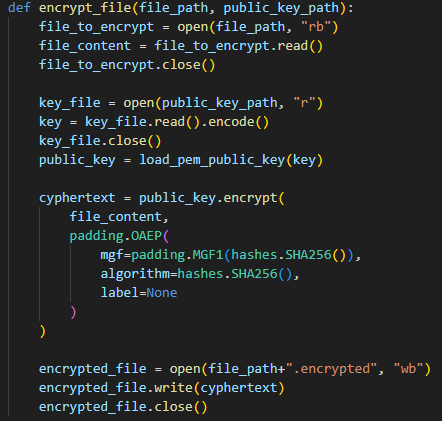 def encrypt_file(file_path, public_key_path):
    file_to_encrypt = open(file_path, "rb")
    file_content = file_to_encrypt.read()
    file_to_encrypt.close()

    key_file = open(public_key_path, "r")
    key = key_file.read().encode()
    key_file.close()
    public_key = load_pem_public_key(key)

    cyphertext = public_key.encrypt(
        file_content,
        padding.OAEP(
            mgf=padding.MGF1(hashes.SHA256()),
            algorithm=hashes.SHA256(),
            label=None
        )
    )

    encrypted_file = open(file_path+".encrypted", "wb")
    encrypted_file.write(cyphertext)
    encrypted_file.close()